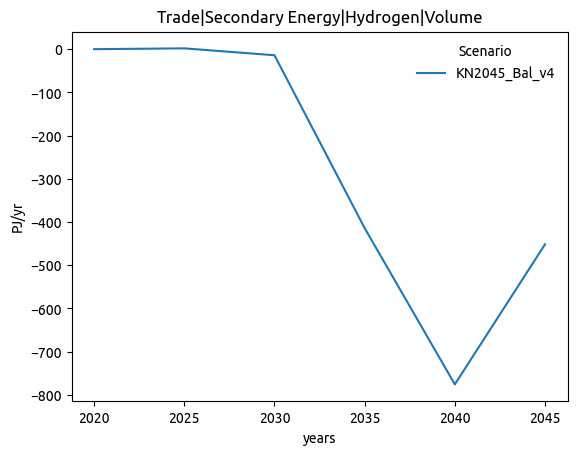 Trade|Secondary Energy|Hydrogen|Volume
Scenario
KN2045_Bal_v4
PJ/yr
0
−100
−200
−300
−400
−500
−600
−700
−800
2020 2025 2030 2035 2040 2045
years